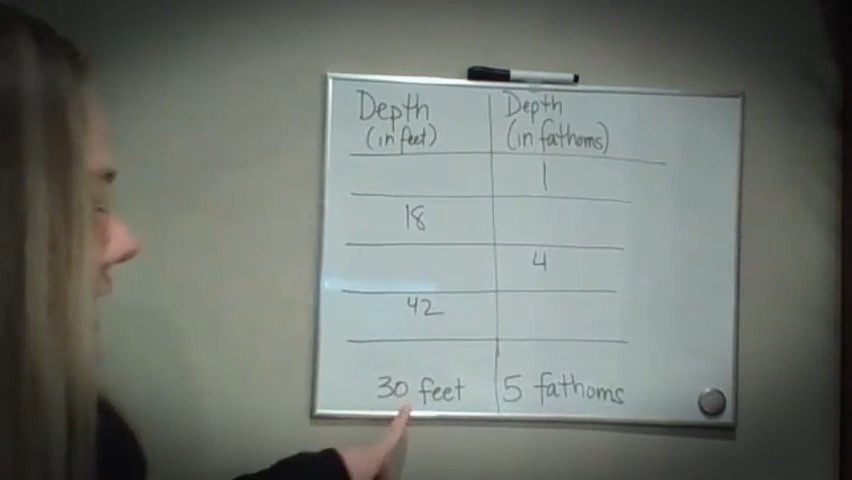 Depth Depth
(in feet) (in fathoms)
1
18
4
42
30 feet 5 fathoms